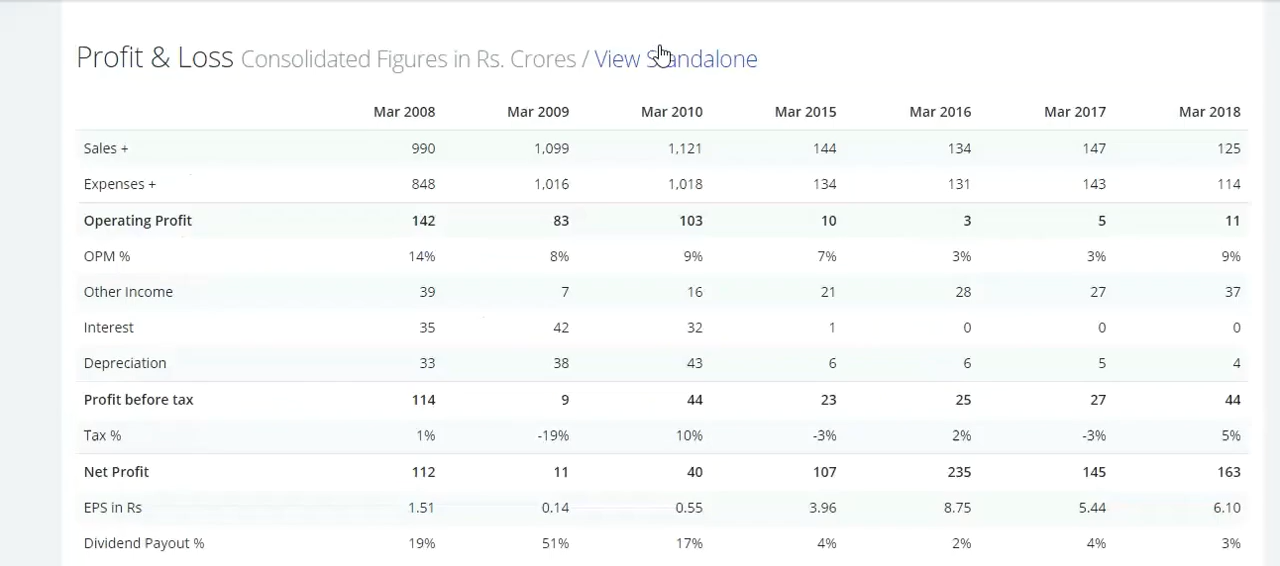 Profit & Loss Consolidated Figures in Rs. Crores / View Standalone
Mar 2008 Mar 2009 Mar 2010 Mar 2015 Mar 2016 Mar 2017 Mar 2018
Sales + 990 1,099 1,121 144 134 147 125
Expenses + 848 1,016 1,018 134 131 143 114
Operating Profit 142 83 103 10 3 5 11
OPM % 14% 8% 9% 7% 3% 3% 9%
Other Income 39 7 16 21 28 27 37
Interest 35 42 32 1 0 0 0
Depreciation 33 38 43 6 6 5 4
Profit before tax 114 9 44 23 25 27 44
Tax % 1% -19% 10% -3% 2% -3% 5%
Net Profit 112 11 40 107 235 145 163
EPS in Rs 1.51 0.14 0.55 3.96 8.75 5.44 6.10
Dividend Payout % 19% 51% 17% 4% 2% 4% 3%